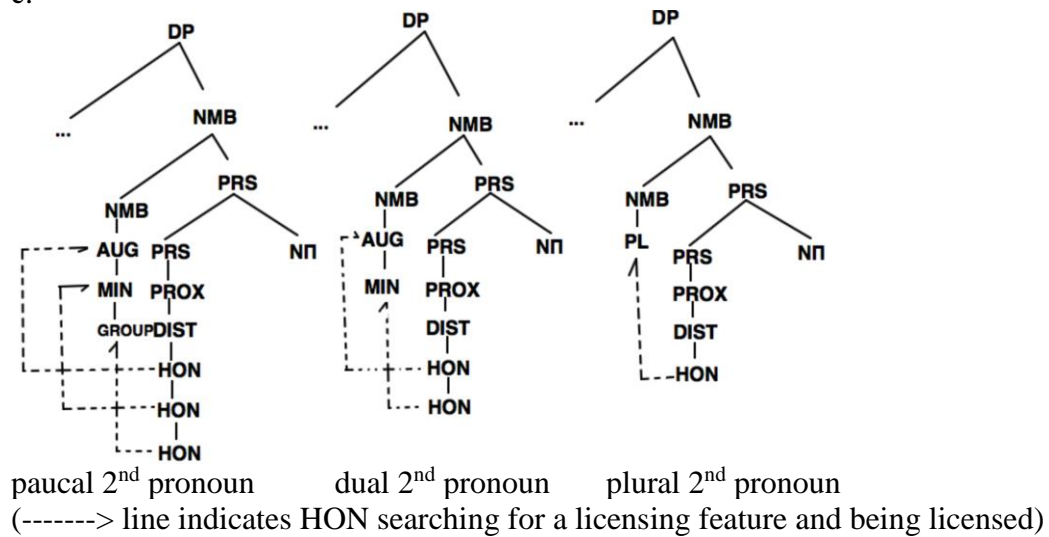 c.
DP DP DP
... NMB ... NMB ... NMB
NMB PRS NMB PRS NMB PRS
AUG PRS NΠ AUG PRS NΠ PL PRS NΠ
MIN PROX MIN PROX PROX
GROUP DIST DIST DIST
HON HON HON
HON HON
HON
paucal 2nd pronoun dual 2nd pronoun plural 2nd pronoun
(-------> line indicates HON searching for a licensing feature and being licensed)